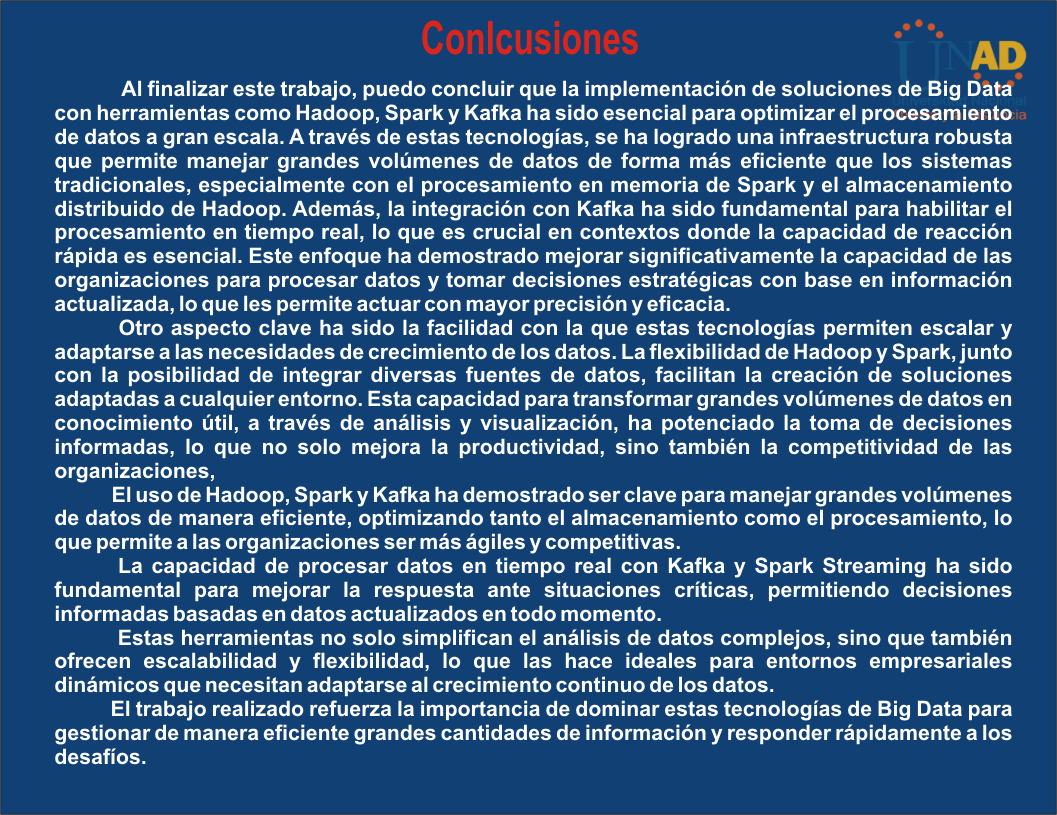 Conlcusiones
UNAD
Al finalizar este trabajo, puedo concluir que la implementación de soluciones de Big Data
con herramientas como Hadoop, Spark y Kafka ha sido esencial para optimizar el procesamiento
de datos a gran escala. A través de estas tecnologías, se ha logrado una infraestructura robusta
que permite manejar grandes volúmenes de datos de forma más eficiente que los sistemas
tradicionales, especialmente con el procesamiento en memoria de Spark y el almacenamiento
distribuido de Hadoop. Además, la integración con Kafka ha sido fundamental para habilitar el
procesamiento en tiempo real, lo que es crucial en contextos donde la capacidad de reacción
rápida es esencial. Este enfoque ha demostrado mejorar significativamente la capacidad de las
organizaciones para procesar datos y tomar decisiones estratégicas con base en información
actualizada, lo que les permite actuar con mayor precisión y eficacia.
Otro aspecto clave ha sido la facilidad con la que estas tecnologías permiten escalar y
adaptarse a las necesidades de crecimiento de los datos. La flexibilidad de Hadoop y Spark, junto
con la posibilidad de integrar diversas fuentes de datos, facilitan la creación de soluciones
adaptadas a cualquier entorno. Esta capacidad para transformar grandes volúmenes de datos en
conocimiento útil, a través de análisis y visualización, ha potenciado la toma de decisiones
informadas, lo que no solo mejora la productividad, sino también la competitividad de las
organizaciones,
El uso de Hadoop, Spark y Kafka ha demostrado ser clave para manejar grandes volúmenes
de datos de manera eficiente, optimizando tanto el almacenamiento como el procesamiento, lo
que permite a las organizaciones ser más ágiles y competitivas.
La capacidad de procesar datos en tiempo real con Kafka y Spark Streaming ha sido
fundamental para mejorar la respuesta ante situaciones críticas, permitiendo decisiones
informadas basadas en datos actualizados en todo momento.
Estas herramientas no solo simplifican el análisis de datos complejos, sino que también
ofrecen escalabilidad y flexibilidad, lo que las hace ideales para entornos empresariales
dinámicos que necesitan adaptarse al crecimiento continuo de los datos.
El trabajo realizado refuerza la importancia de dominar estas tecnologías de Big Data para
gestionar de manera eficiente grandes cantidades de información y responder rápidamente a los
desafíos.